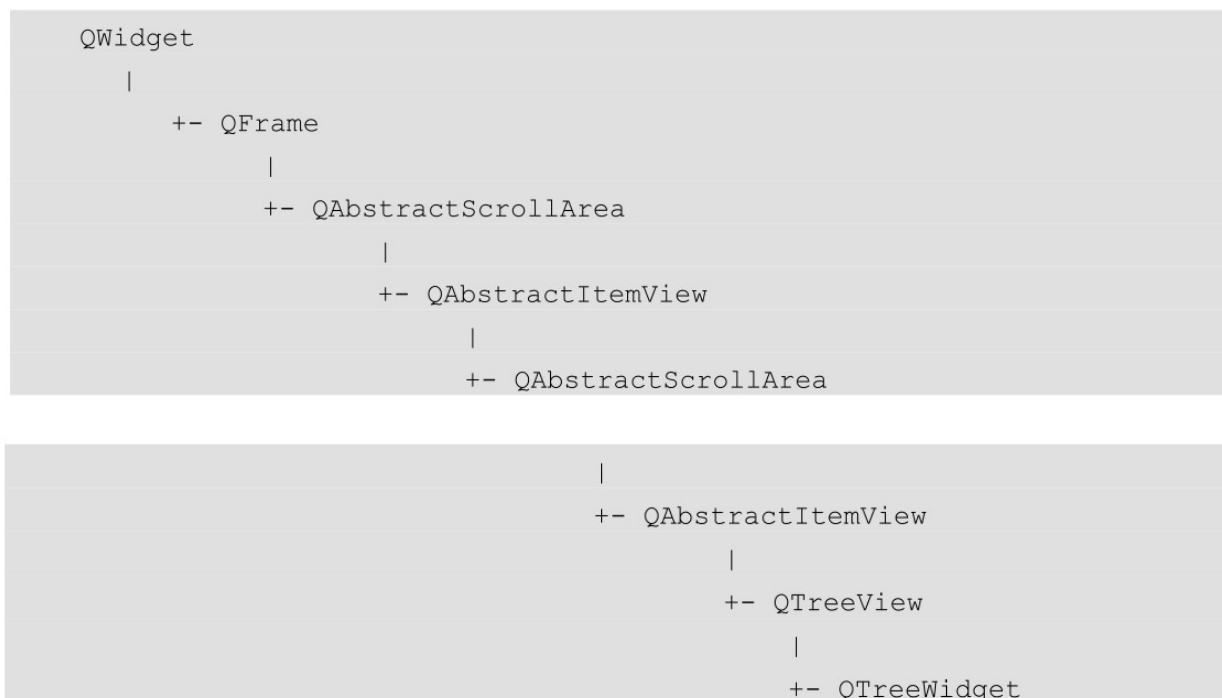 QWidget
|
+- QFrame
|
+- QAbstractScrollArea
|
+- QAbstractItemView
|
+- QAbstractScrollArea
|
+- QAbstractItemView
|
+- QTreeView
|
+- QTreeWidget